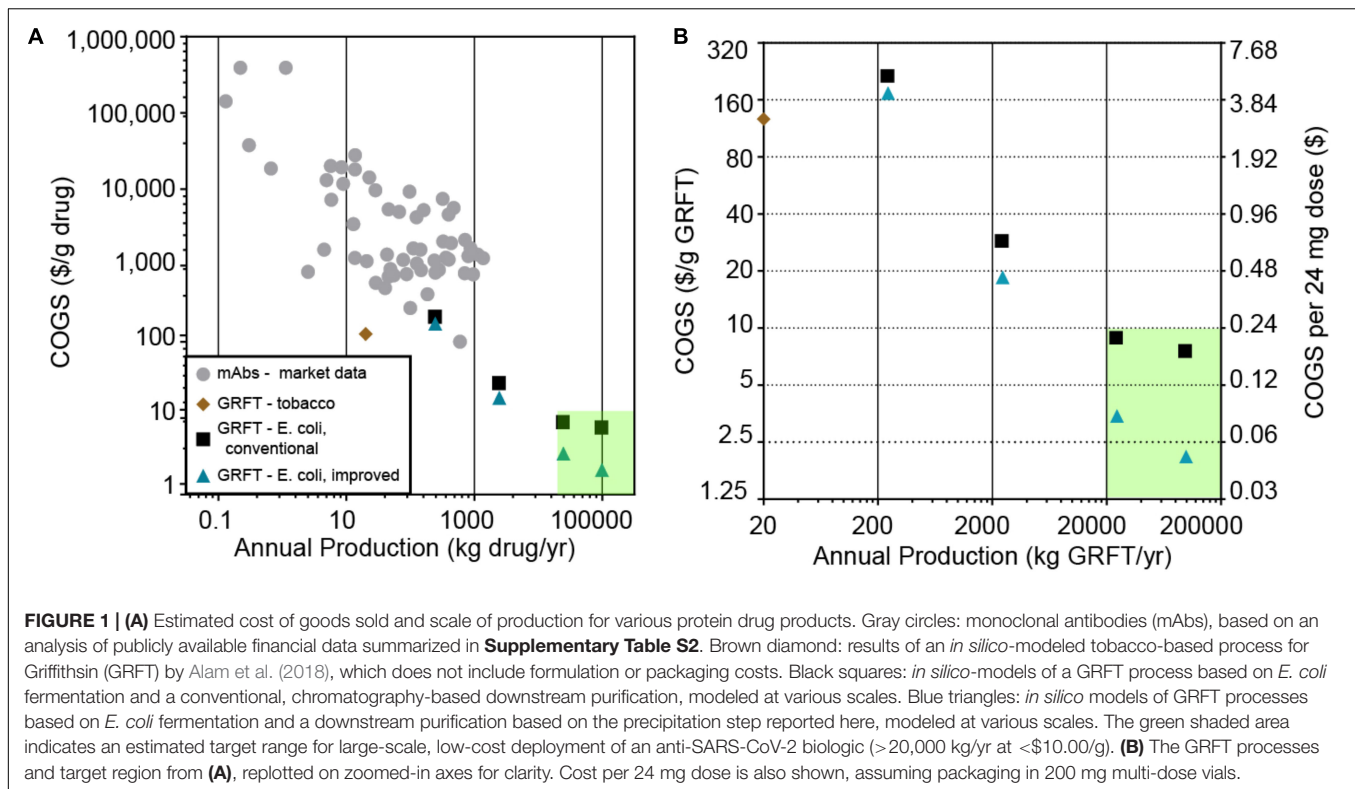 A
1,000,000
100,000
10,000
1,000
100
10
1
COGS ($/g drug)
mAbs - market data
GRFT - tobacco
GRFT - E. coli,
conventional
GRFT - E. coli, improved
0.1 10 1000 100000
Annual Production (kg drug/yr)
B
320
160
80
40
20
10
5
2.5
1.25
COGS ($/g GRFT)
7.68
3.84
1.92
0.96
0.48
0.24
0.12
0.06
0.03
COGS per 24 mg dose ($)
20 200 2000 20000 200000
Annual Production (kg GRFT/yr)
FIGURE 1 | (A) Estimated cost of goods sold and scale of production for various protein drug products. Gray circles: monoclonal antibodies (mAbs), based on an
analysis of publicly available financial data summarized in Supplementary Table S2. Brown diamond: results of an in silico-modeled tobacco-based process for
Griffithsin (GRFT) by Alam et al. (2018), which does not include formulation or packaging costs. Black squares: in silico-models of a GRFT process based on E. coli
fermentation and a conventional, chromatography-based downstream purification, modeled at various scales. Blue triangles: in silico models of GRFT processes
based on E. coli fermentation and a downstream purification based on the precipitation step reported here, modeled at various scales. The green shaded area
indicates an estimated target range for large-scale, low-cost deployment of an anti-SARS-CoV-2 biologic (>20,000 kg/yr at <$10.00/g). (B) The GRFT processes
and target region from (A), replotted on zoomed-in axes for clarity. Cost per 24 mg dose is also shown, assuming packaging in 200 mg multi-dose vials.